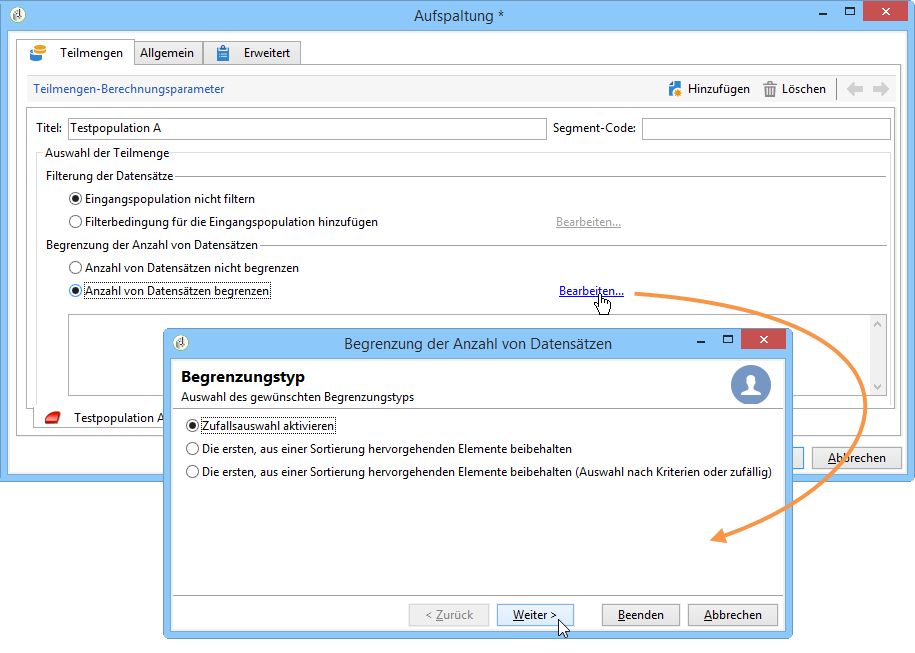 Aufspaltung *
Teilmengen Allgemein Erweitert
Teilmengen-Berechnungsparameter Hinzufügen Löschen
Titel: Testpopulation A Segment-Code:
Auswahl der Teilmenge
Filterung der Datensätze
Eingangspopulation nicht filtern
Filterbedingung für die Eingangspopulation hinzufügen Bearbeiten...
Begrenzung der Anzahl von Datensätzen
Anzahl von Datensätzen nicht begrenzen
Anzahl von Datensätzen begrenzen Bearbeiten...
Testpopulation A
Abbrechen
Begrenzung der Anzahl von Datensätzen
Begrenzungstyp
Auswahl des gewünschten Begrenzungstyps
Zufallsauswahl aktivieren
Die ersten, aus einer Sortierung hervorgehenden Elemente beibehalten
Die ersten, aus einer Sortierung hervorgehenden Elemente beibehalten (Auswahl nach Kriterien oder zufällig)
< Zurück Weiter > Beenden Abbrechen